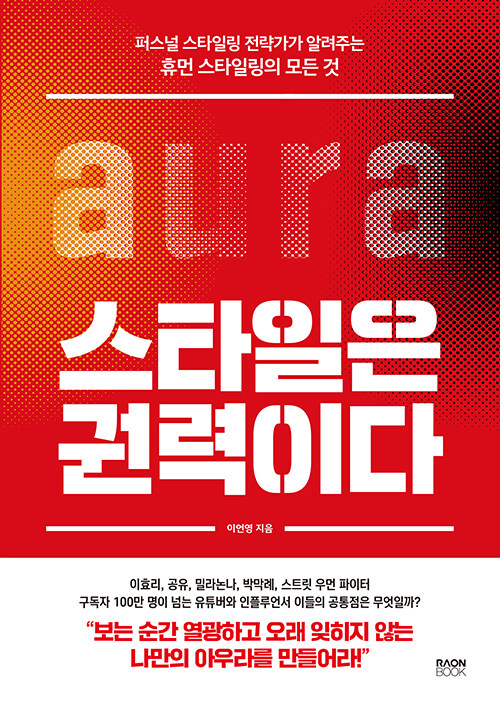 퍼스널 스타일링 전략가가 알려주는
휴먼 스타일링의 모든 것
aura
스타일은
권력이다
이언영 지음
이효리, 공유, 밀라논나, 박막례, 스트릿 우먼 파이터
구독자 100만 명이 넘는 유튜버와 인플루언서 이들의 공통점은 무엇일까?
“보는 순간 열광하고 오래 잊히지 않는
나만의 아우라를 만들어라!”
RAON
BOOK